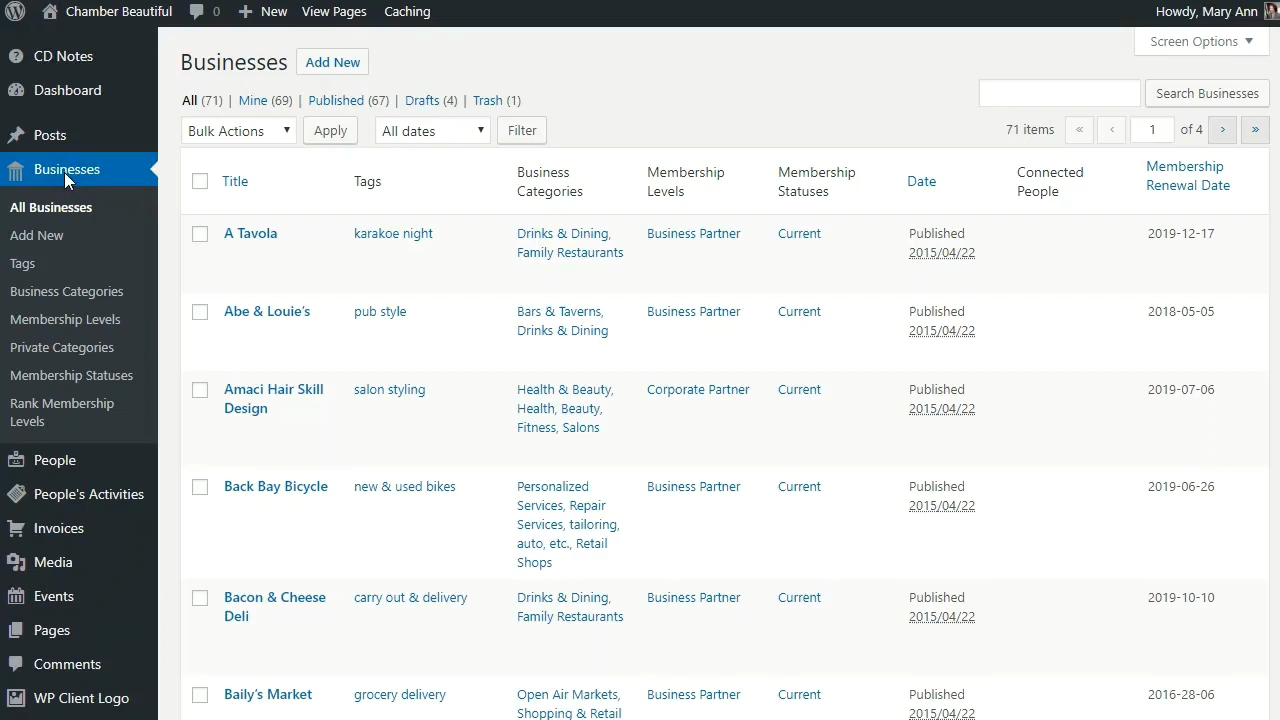 Chamber Beautiful 0 New View Pages Caching Howdy, Mary Ann
CD Notes
Dashboard
Posts
Businesses
All Businesses
Add New
Tags
Business Categories
Membership Levels
Private Categories
Membership Statuses
Rank Membership
Levels
People
People's Activities
Invoices
Media
Events
Pages
Comments
WP Client Logo
Screen Options ▼
Businesses Add New
All (71) | Mine (69) | Published (67) | Drafts (4) | Trash (1)
Search Businesses
Bulk Actions ▼ Apply All dates ▼ Filter 71 items « ‹ 1 of 4 › »
Title Tags Business Categories Membership Levels Membership Statuses Date Connected People Membership Renewal Date
A Tavola karakoe night Drinks & Dining, Business Partner Current Published 2019-12-17
Family Restaurants 2015/04/22
Abe & Louie’s pub style Bars & Taverns, Business Partner Current Published 2018-05-05
Drinks & Dining 2015/04/22
Amaci Hair Skill salon styling Health & Beauty, Corporate Partner Current Published 2019-07-06
Design Health, Beauty, 2015/04/22
Fitness, Salons
Back Bay Bicycle new & used bikes Personalized Business Partner Current Published 2019-06-26
Services, Repair 2015/04/22
Services, tailoring,
auto, etc., Retail
Shops
Bacon & Cheese carry out & delivery Drinks & Dining, Business Partner Current Published 2019-10-10
Deli Family Restaurants 2015/04/22
Baily’s Market grocery delivery Open Air Markets, Business Partner Current Published 2016-28-06
Shopping & Retail 2015/04/22